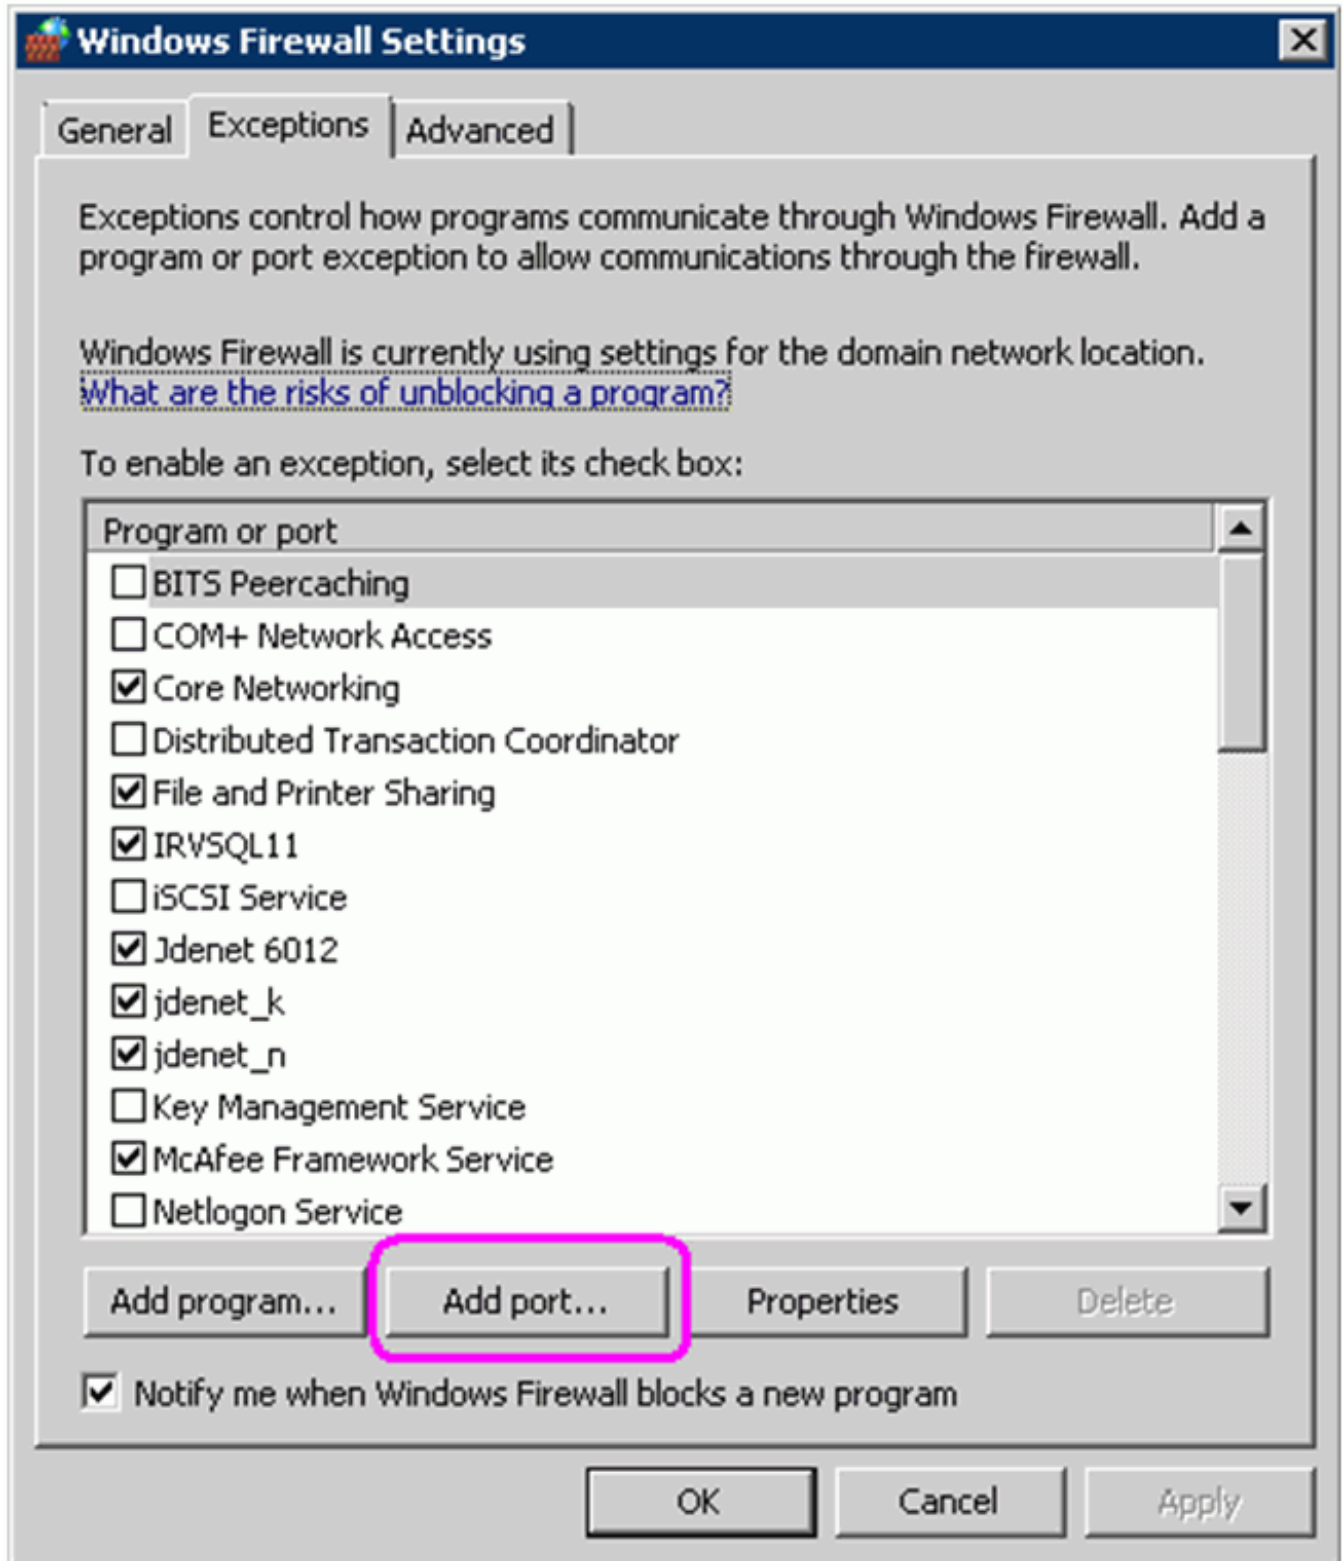 Windows Firewall Settings
General Exceptions Advanced
Exceptions control how programs communicate through Windows Firewall. Add a
program or port exception to allow communications through the firewall.
Windows Firewall is currently using settings for the domain network location.
What are the risks of unblocking a program?
To enable an exception, select its check box:
Program or port
BITS Peercaching
COM+ Network Access
Core Networking
Distributed Transaction Coordinator
File and Printer Sharing
IRVSQL11
iSCSI Service
Jdenet 6012
jdenet_k
jdenet_n
Key Management Service
McAfee Framework Service
Netlogon Service
Add program... Add port... Properties Delete
Notify me when Windows Firewall blocks a new program
OK Cancel Apply